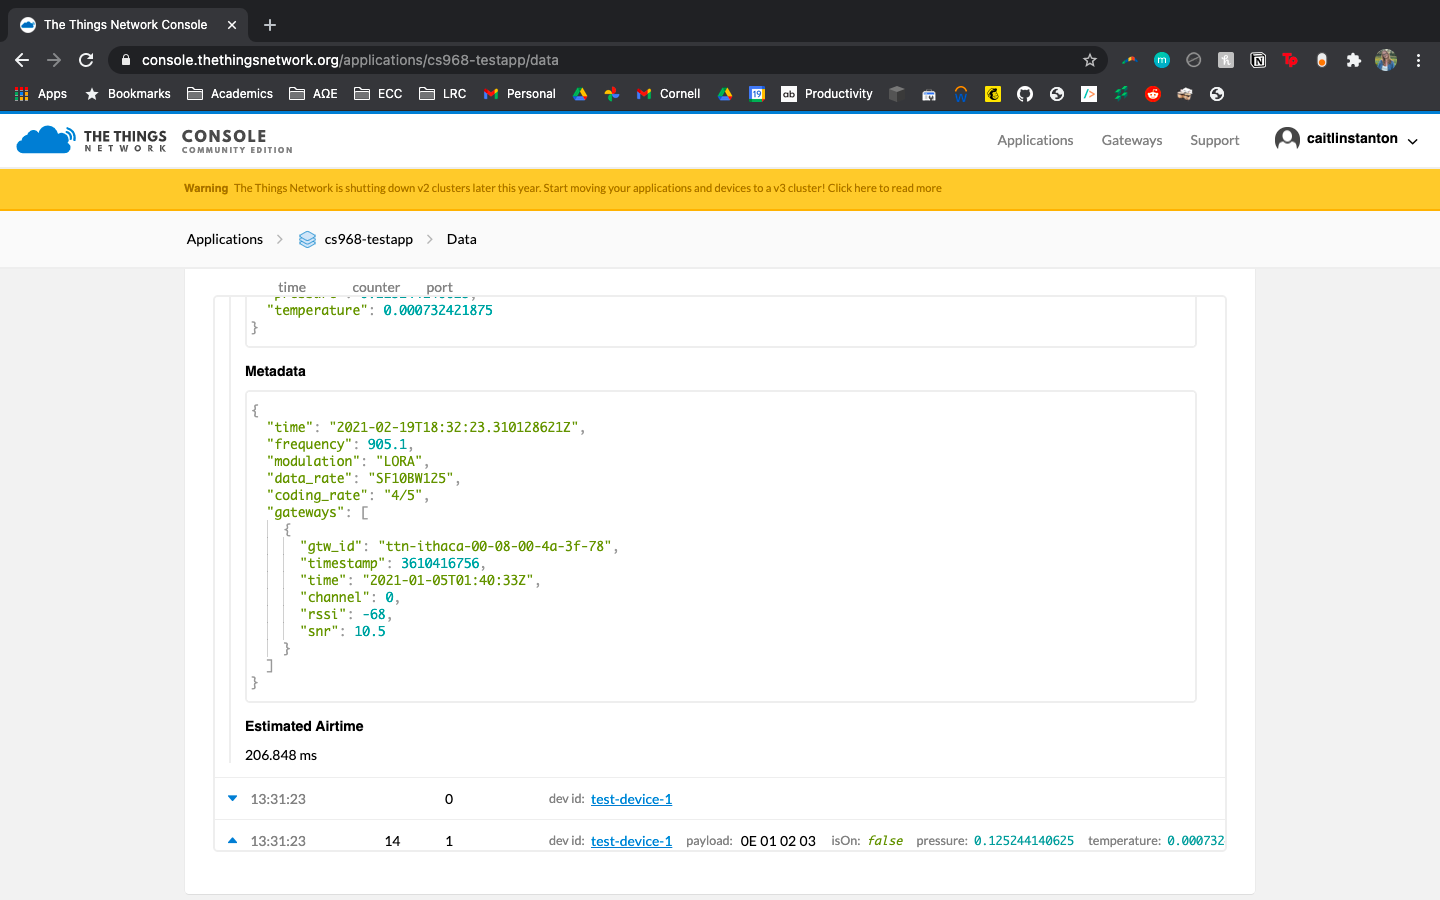 The Things Network Console
console.thethingsnetwork.org/applications/cs968-testapp/data
Apps Bookmarks Academics AQE ECC LRC Personal Cornell Productivity
THE THINGS NETWORK CONSOLE COMMUNITY EDITION
Applications Gateways Support caitlinstanton
Warning The Things Network is shutting down v2 clusters later this year. Start moving your applications and devices to a v3 cluster! Click here to read more
Applications cs968-testapp Data
time counter port
"temperature": 0.000732421875
}
Metadata
{
"time": "2021-02-19T18:32:23.310128621Z",
"frequency": 905.1,
"modulation": "LORA",
"data_rate": "SF10BW125",
"coding_rate": "4/5",
"gateways": [
{
"gtw_id": "ttn-ithaca-00-08-00-4a-3f-78",
"timestamp": 3610416756,
"time": "2021-01-05T01:40:33Z",
"channel": 0,
"rssi": -68,
"snr": 10.5
}
]
}
Estimated Airtime
206.848 ms
13:31:23 0 dev id: test-device-1
13:31:23 14 1 dev id: test-device-1 payload: 0E 01 02 03 isOn: false pressure: 0.125244140625 temperature: 0.000732